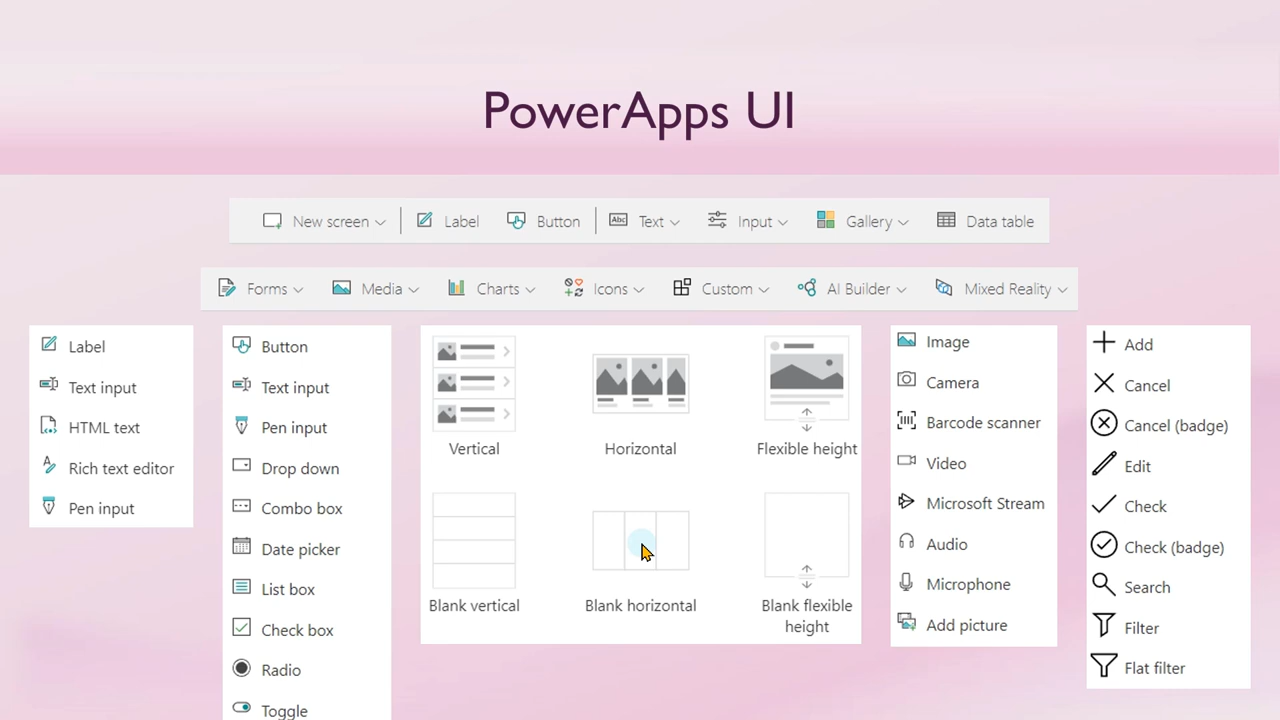 PowerApps UI
New screen Label Button Abc Text Input Gallery Data table
Forms Media Charts Icons Custom AI Builder Mixed Reality
Label
Text input
HTML text
Rich text editor
Pen input
Button
Text input
Pen input
Drop down
Combo box
Date picker
List box
Check box
Radio
Toggle
Vertical Horizontal Flexible height
Blank vertical Blank horizontal Blank flexible
height
Image
Camera
Barcode scanner
Video
Microsoft Stream
Audio
Microphone
Add picture
Add
Cancel
Cancel (badge)
Edit
Check
Check (badge)
Search
Filter
Flat filter